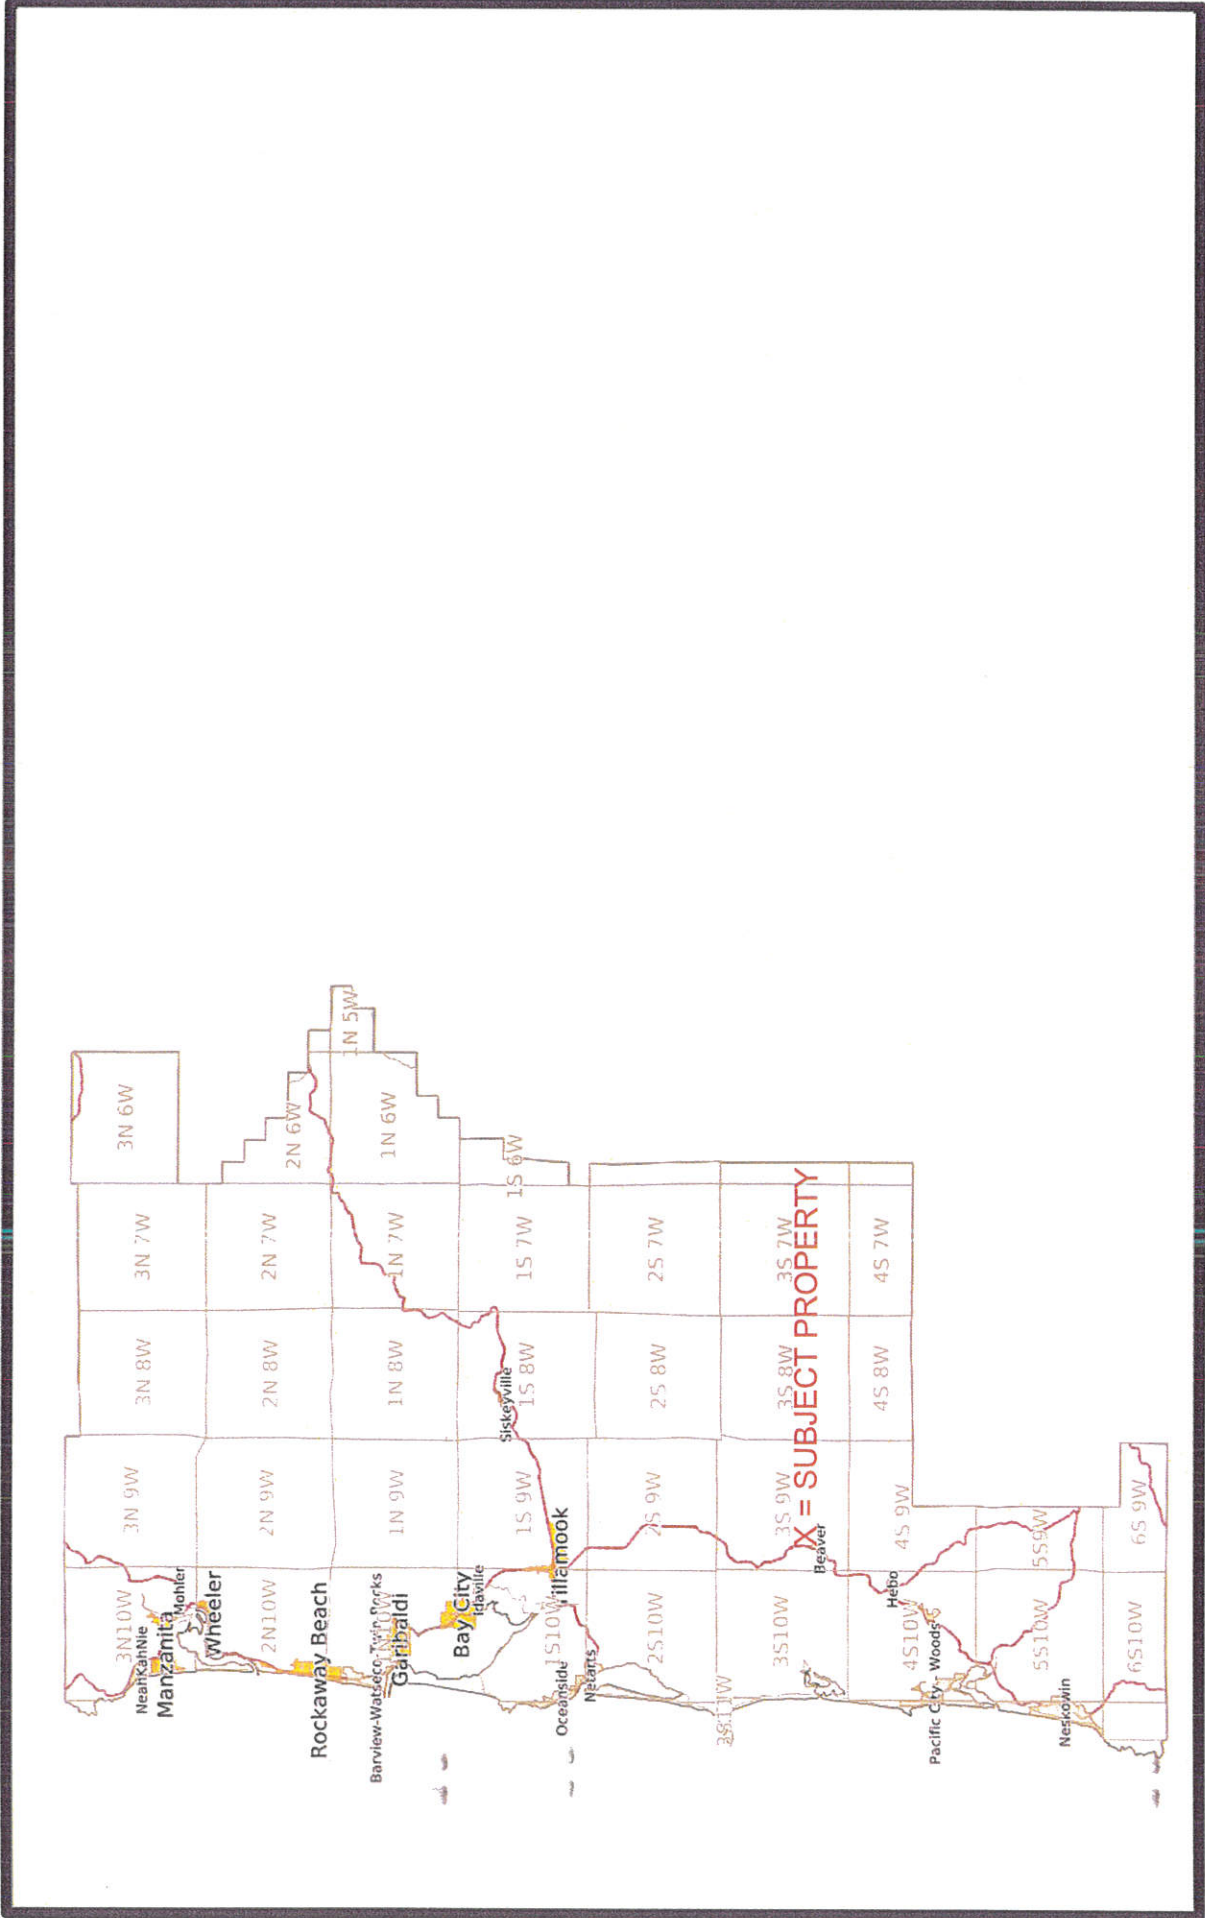 3N10W
3N 9W
3N 8W
3N 7W
3N 6W
NeahKahNie
Manzanita
Mohler
Wheeler
2N10W
2N 9W
2N 8W
2N 7W
2N 6W
Rockaway Beach
1N 5W
Barview-Watseco-Twin Rocks
1N10W
1N 9W
1N 8W
1N 7W
1N 6W
Garibaldi
Bay City
Idaville
Siskeyville
1S10W
1S 9W
1S 8W
1S 7W
1S 6W
Tillamook
Oceanside
Netarts
2S10W
2S 9W
2S 8W
2S 7W
3S11W
3S10W
3S 9W
3S 8W
3S 7W
X = SUBJECT PROPERTY
Beaver
Hebo
4S10W
4S 9W
4S 8W
4S 7W
Pacific City - Woods
5S10W
5S9W
Neskowin
6S10W
6S 9W